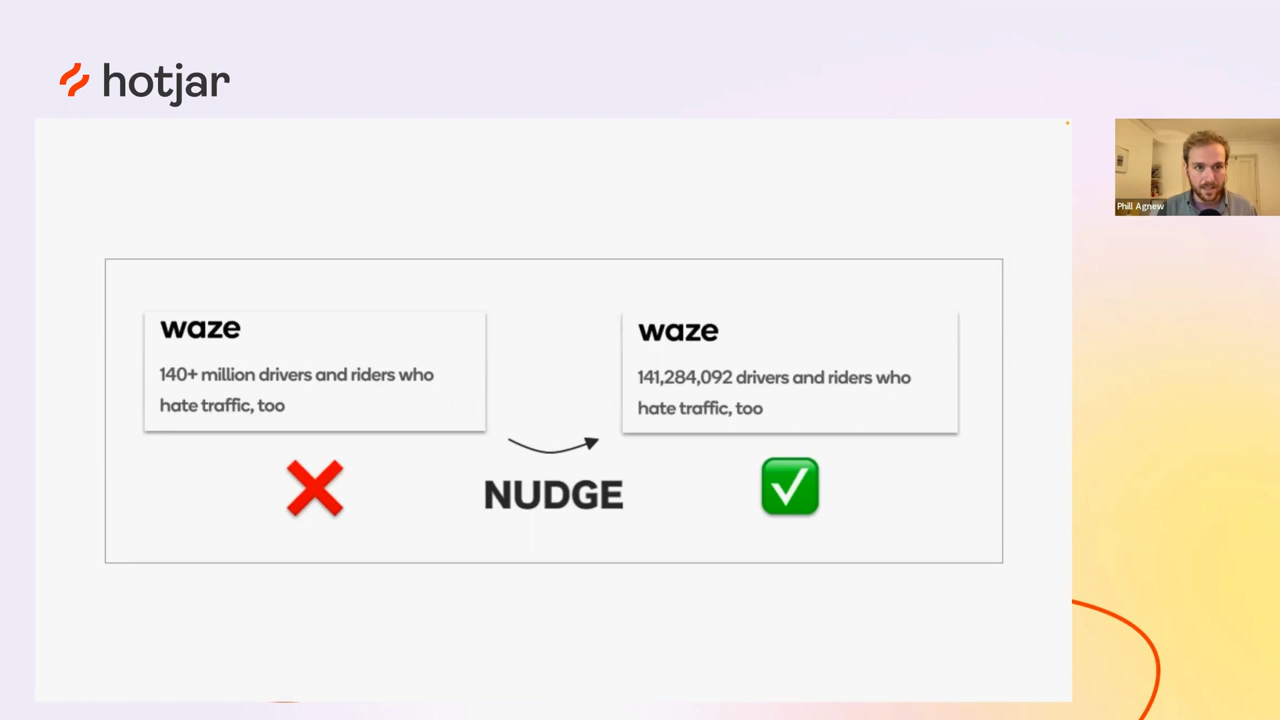 hotjar
Phill Agnew
waze
140+ million drivers and riders who
hate traffic, too
waze
141,284,092 drivers and riders who
hate traffic, too
NUDGE